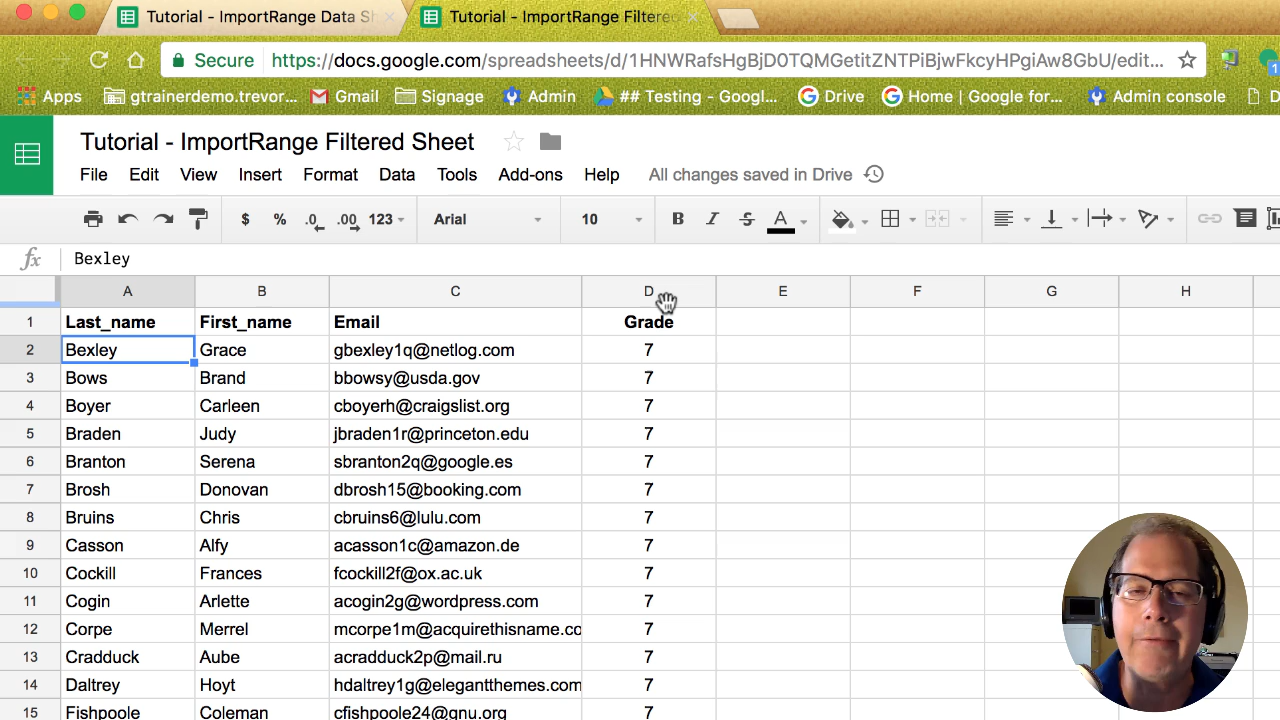 Tutorial - ImportRange Data Sh
Tutorial - ImportRange Filtered
Secure https://docs.google.com/spreadsheets/d/1HNWRafsHgBjD0TQMGetitZNTPiBjwFkcyHPgiAw8GbU/edit...
1
Apps gtrainerdemo.trevor... Gmail Signage Admin ## Testing - Googl... Drive Home | Google for... Admin console D
Tutorial - ImportRange Filtered Sheet
File Edit View Insert Format Data Tools Add-ons Help All changes saved in Drive
$ % .0 .00 123 Arial 10 B I S A
fx Bexley
A B C D E F G H
1 Last_name First_name Email Grade
2 Bexley Grace gbexley1q@netlog.com 7
3 Bows Brand bbowsy@usda.gov 7
4 Boyer Carleen cboyerh@craigslist.org 7
5 Braden Judy jbraden1r@princeton.edu 7
6 Branton Serena sbranton2q@google.es 7
7 Brosh Donovan dbrosh15@booking.com 7
8 Bruins Chris cbruins6@lulu.com 7
9 Casson Alfy acasson1c@amazon.de 7
10 Cockill Frances fcockill2f@ox.ac.uk 7
11 Cogin Arlette acogin2g@wordpress.com 7
12 Corpe Merrel mcorpe1m@acquirethisname.co 7
13 Cradduck Aube acradduck2p@mail.ru 7
14 Daltrey Hoyt hdaltrey1g@elegantthemes.com 7
15 Fishpoole Coleman cfishpoole24@gnu.org 7